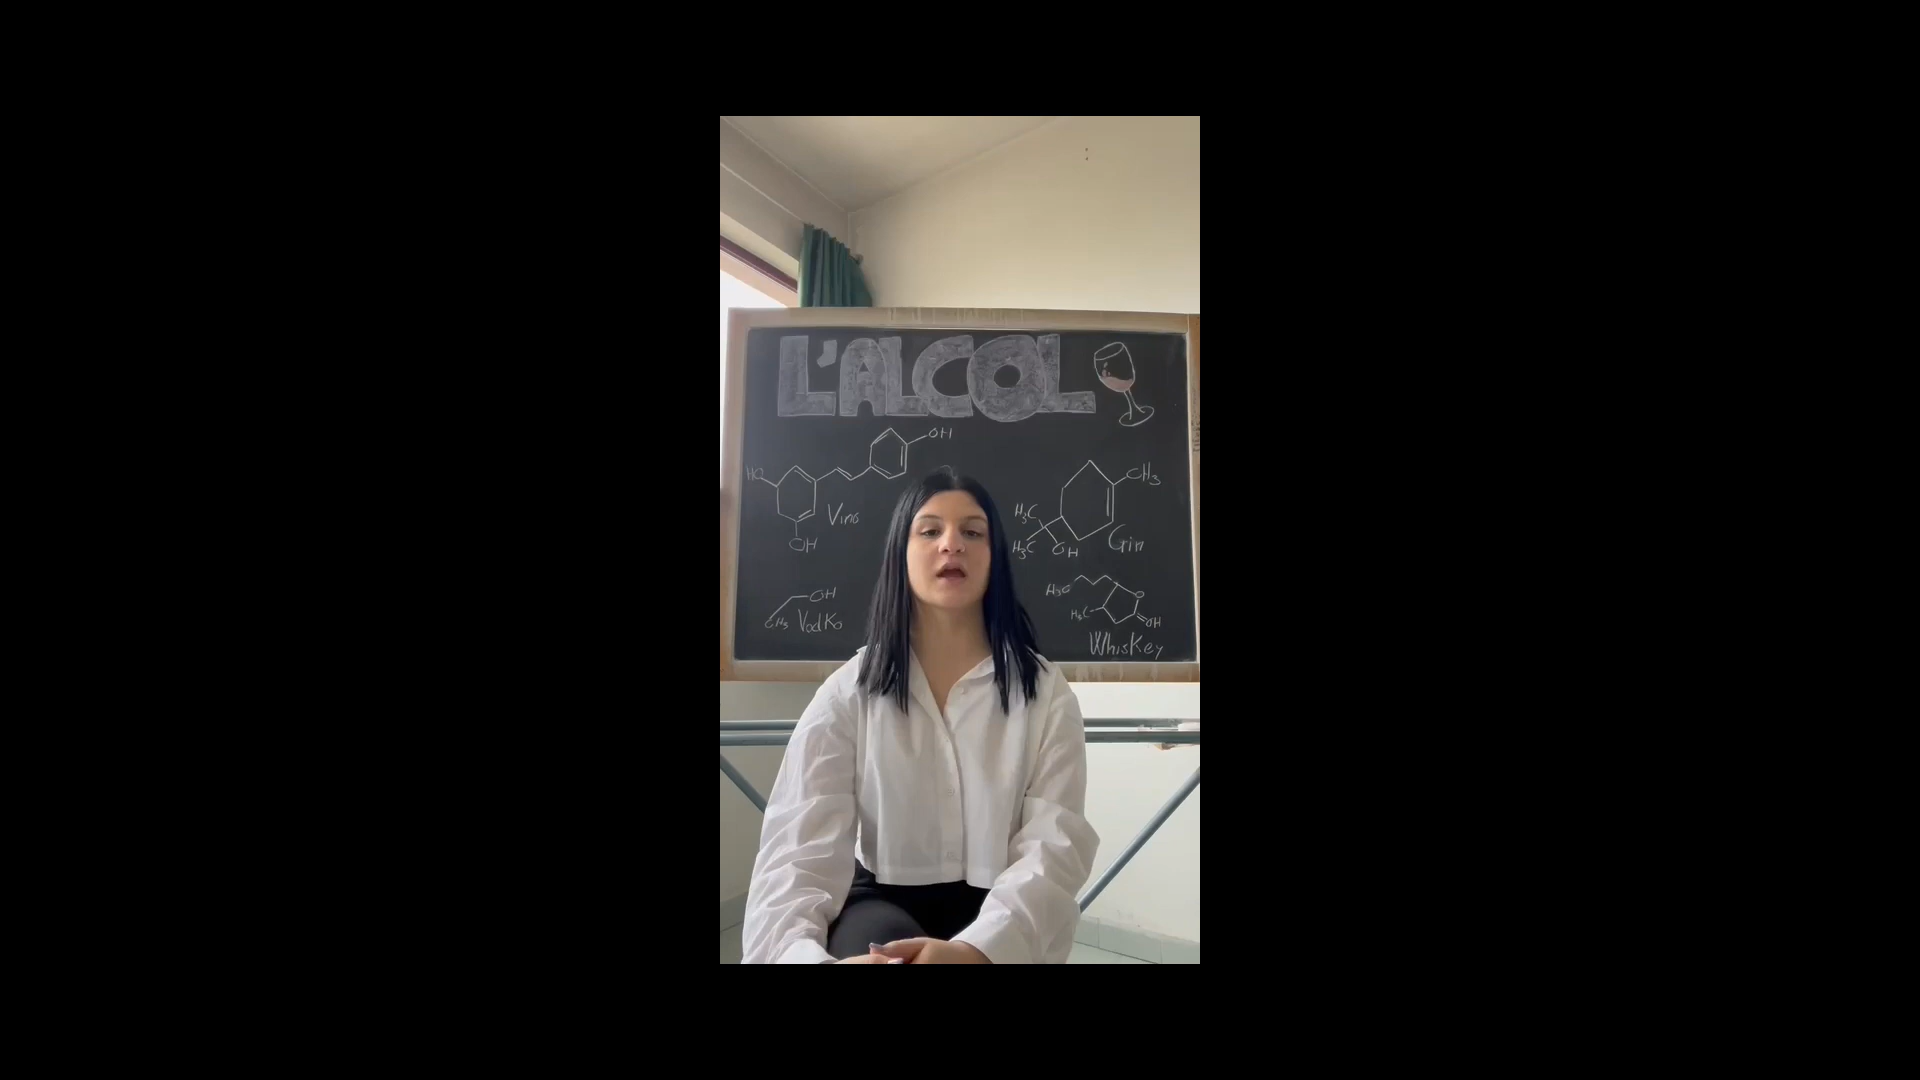 L'ALCOL
OH
HO
Vino
OH
CH3
H3C
H3C
OH
Gin
OH
CH3 Vodka
H3C
O
H3C
OH
Whiskey